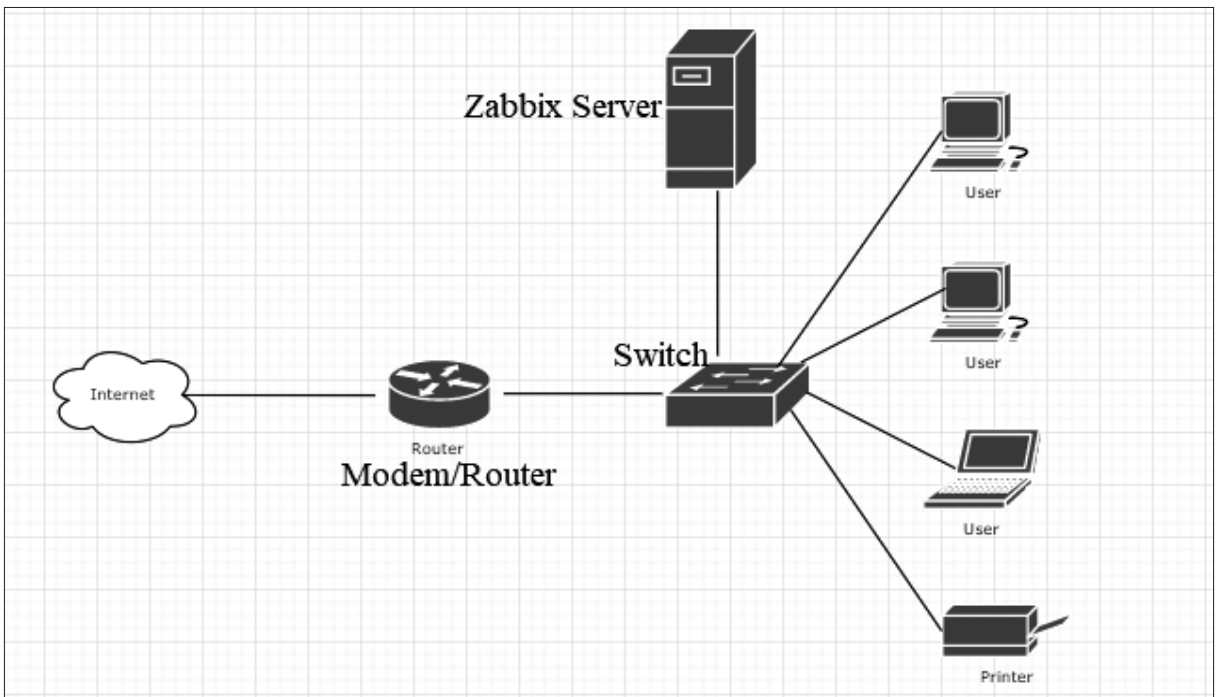 Zabbix Server
User
User
Switch
Internet
Router
Modem/Router
User
Printer